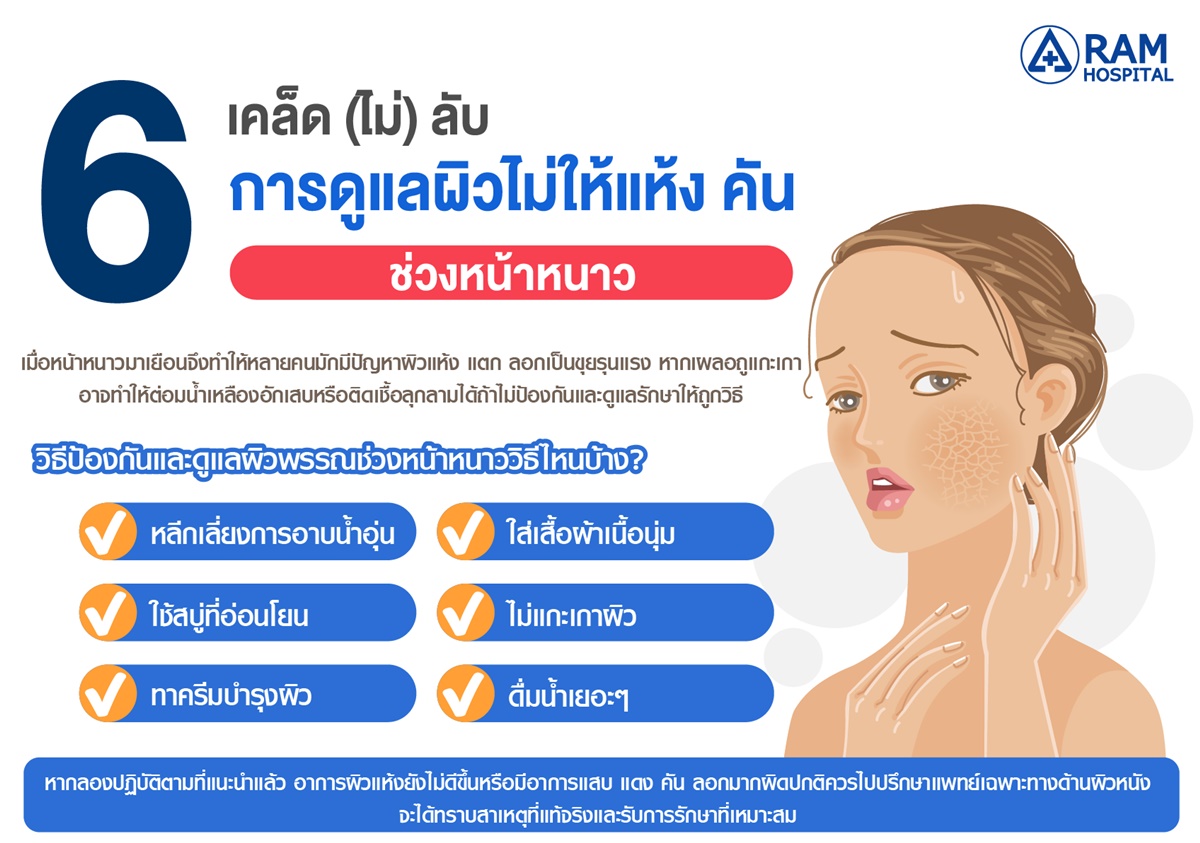 RAM
HOSPITAL
6
เคล็ด (ไม่) ลับ
การดูแลผิวไม่ให้แห้ง คัน
ช่วงหน้าหนาว
เมื่อหน้าหนาวมาเยือนจึงทำให้หลายคนมักมีปัญหาผิวแห้ง แตก ลอกเป็นขุยรุนแรง หากเผลอถูแกะเกา
อาจทำให้ต่อมน้ำเหลืองอักเสบหรือติดเชื้อลุกลามได้ถ้าไม่ป้องกันและดูแลรักษาให้ถูกวิธี
วิธีป้องกันและดูแลผิวพรรณช่วงหน้าหนาววิธีไหนบ้าง?
หลีกเลี่ยงการอาบน้ำอุ่น
ใส่เสื้อผ้าเนื้อนุ่ม
ใช้สบู่ที่อ่อนโยน
ไม่แกะเกาผิว
ทาครีมบำรุงผิว
ดื่มน้ำเยอะๆ
หากลองปฏิบัติตามที่แนะนำแล้ว อาการผิวแห้งยังไม่ดีขึ้นหรือมีอาการแสบ แดง คัน ลอกมากผิดปกติควรไปปรึกษาแพทย์เฉพาะทางด้านผิวหนัง
จะได้ทราบสาเหตุที่แท้จริงและรับการรักษาที่เหมาะสม